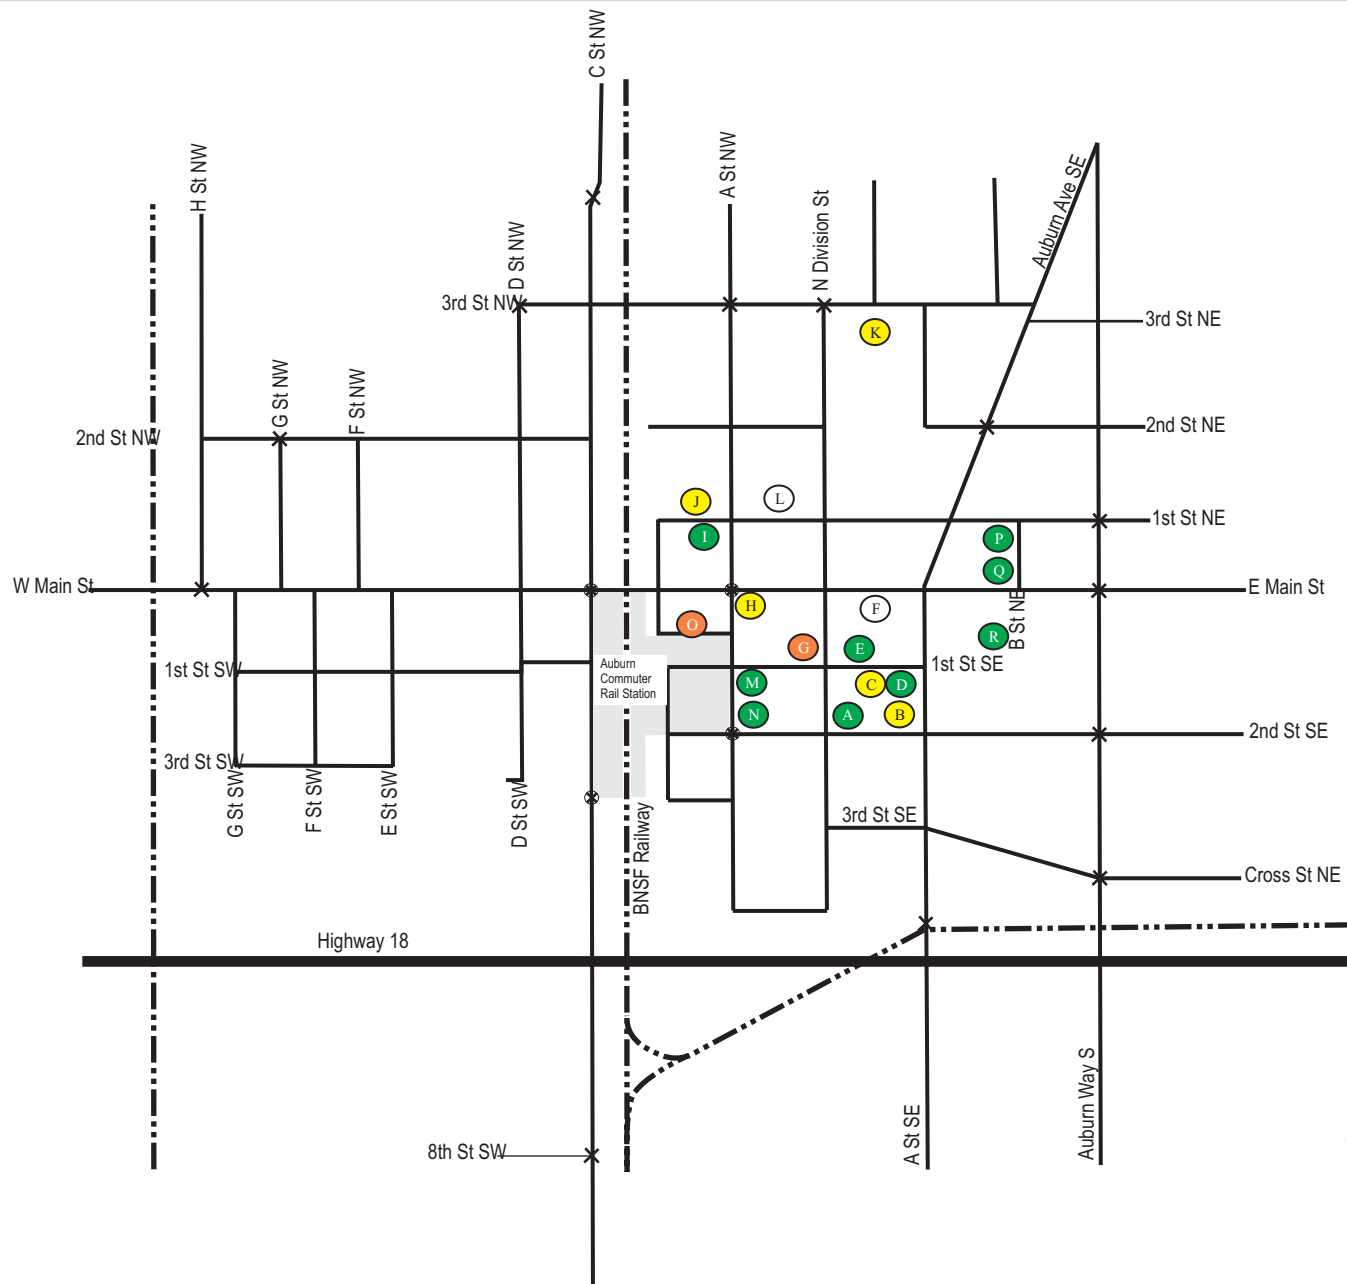 C St NW
H St NW
A St NW
N Division St
Auburn Ave SE
D St NW
3rd St NW
3rd St NE
K
G St NW
F St NW
2nd St NW
2nd St NE
J
L
1st St NE
I
P
Q
W Main St
E Main St
H
F
B St NE
O
G
E
R
1st St SW
Auburn
Commuter
Rail Station
1st St SE
M
C
D
N
A
B
2nd St SE
3rd St SW
G St SW
F St SW
E St SW
D St SW
BNSF Railway
3rd St SE
Cross St NE
Highway 18
Auburn Way S
A St SE
8th St SW